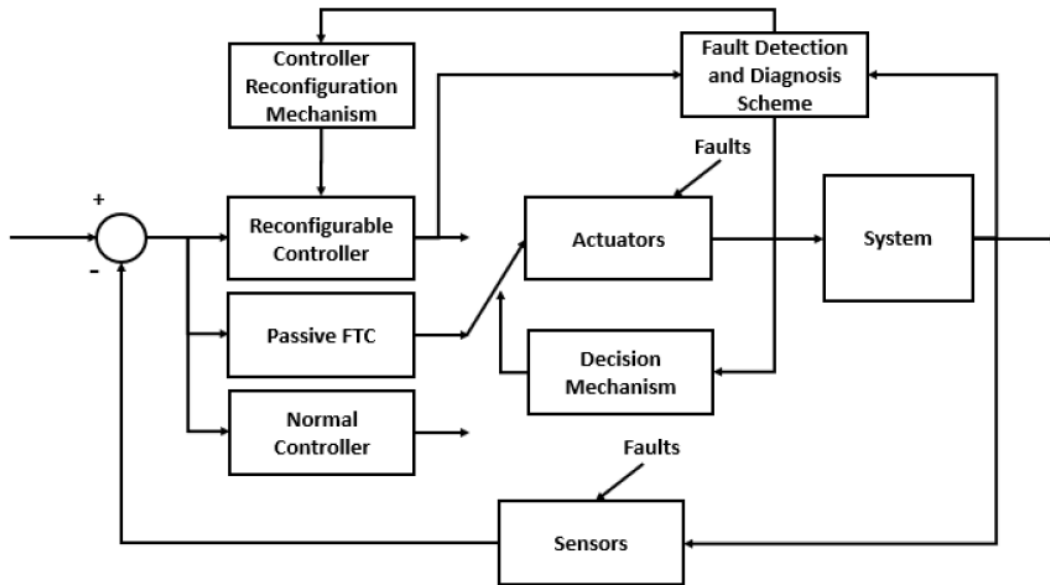 Controller
Reconfiguration
Mechanism
Fault Detection
and Diagnosis
Scheme
Faults
+
-
Reconfigurable
Controller
Actuators
System
Passive FTC
Decision
Mechanism
Normal
Controller
Faults
Sensors